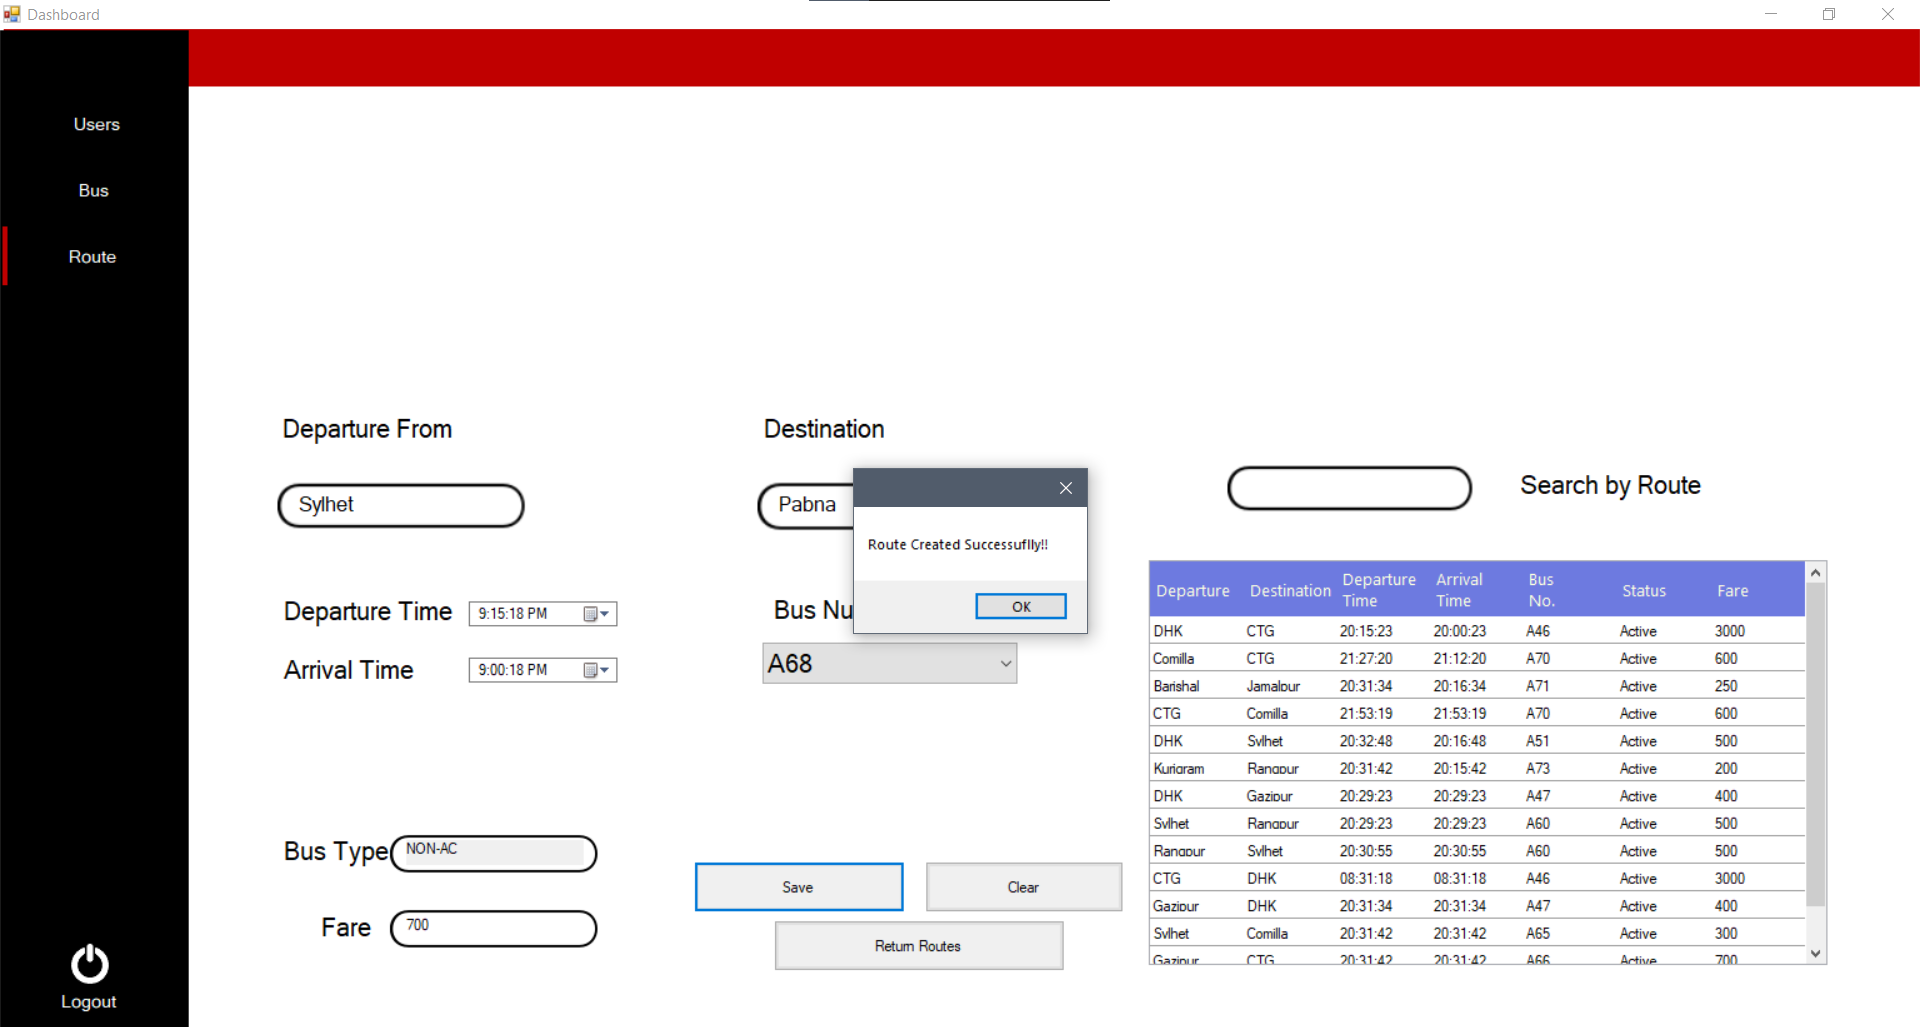 Dashboard
Users
Bus
Route
Logout
Departure From
Sylhet
Destination
Pabna
Route Created Successuflly!!
OK
Search by Route
Departure Time 9:15:18 PM
Arrival Time 9:00:18 PM
Bus Nu
A68
Bus Type NON-AC
Fare 700
Save
Clear
Return Routes
Departure Destination Departure Time Arrival Time Bus No. Status Fare
DHK CTG 20:15:23 20:00:23 A46 Active 3000
Comilla CTG 21:27:20 21:12:20 A70 Active 600
Barishal Jamalpur 20:31:34 20:16:34 A71 Active 250
CTG Comilla 21:53:19 21:53:19 A70 Active 600
DHK Sylhet 20:32:48 20:16:48 A51 Active 500
Kurigram Rangpur 20:31:42 20:15:42 A73 Active 200
DHK Gazipur 20:29:23 20:29:23 A47 Active 400
Sylhet Rangpur 20:29:23 20:29:23 A60 Active 500
Rangpur Sylhet 20:30:55 20:30:55 A60 Active 500
CTG DHK 08:31:18 08:31:18 A46 Active 3000
Gazipur DHK 20:31:34 20:31:34 A47 Active 400
Sylhet Comilla 20:31:42 20:31:42 A65 Active 300
Gazipur CTG 20:31:42 20:31:42 A66 Active 700